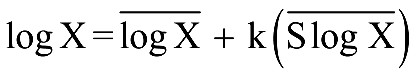 log X = \overline{log X} + k(\overline{S log X})